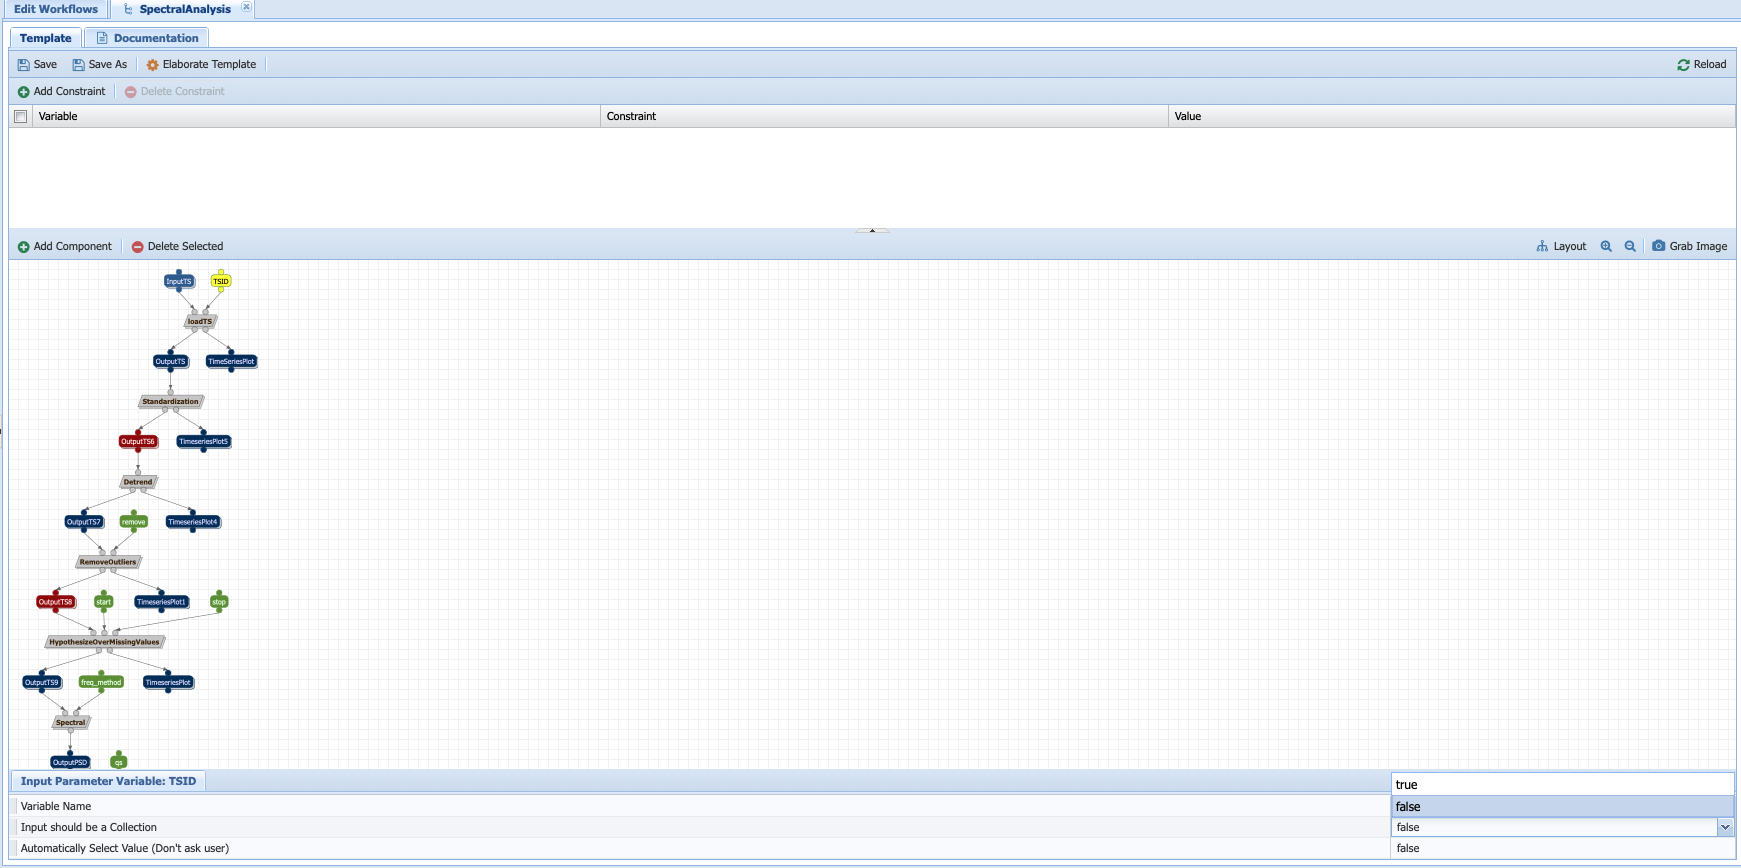 Edit Workflows
SpectralAnalysis
Template
Documentation
Save
Save As
Elaborate Template
Reload
Add Constraint
Delete Constraint
Variable
Constraint
Value
Add Component
Delete Selected
Layout
Grab Image
InputTS
TSID
loadTS
OutputTS
TimeSeriesPlot
Standardization
OutputTS6
TimeseriesPlot5
Detrend
OutputTS7
remove
TimeseriesPlot4
RemoveOutliers
OutputTS8
start
TimeseriesPlot1
stop
HypothesizeOverMissingValues
OutputTS9
freq_method
TimeseriesPlot
Spectral
OutputPSD
qs
Input Parameter Variable: TSID
true
Variable Name
false
Input should be a Collection
false
Automatically Select Value (Don't ask user)
false